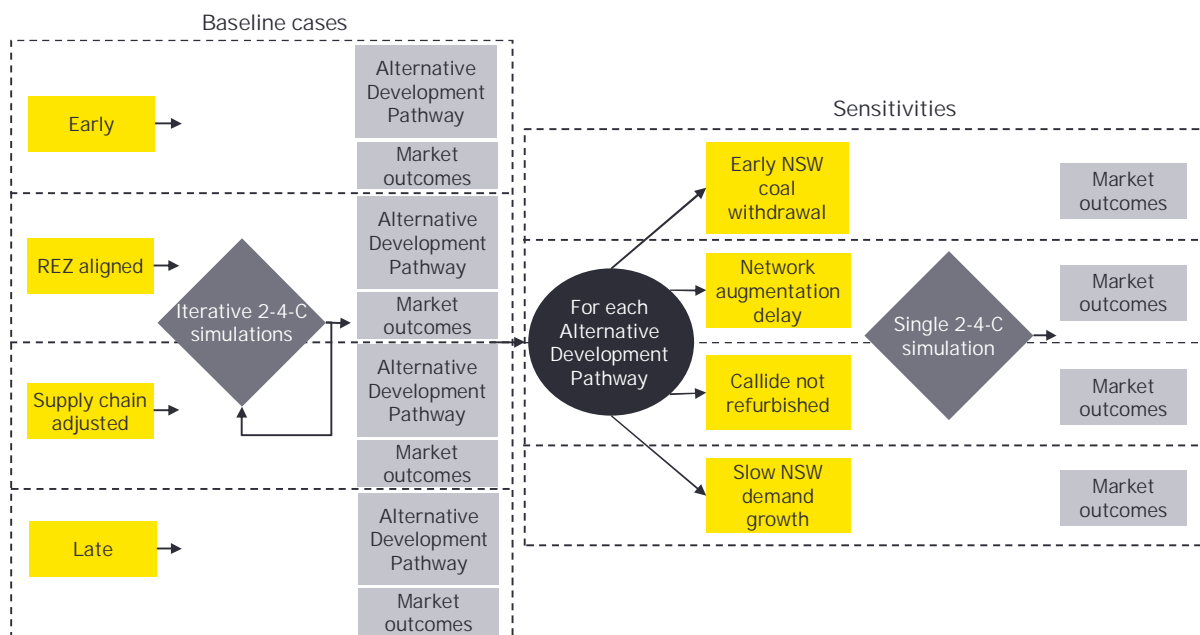 Baseline cases
Early
Alternative
Development
Pathway
Market
outcomes
REZ aligned
Alternative
Development
Pathway
Market
outcomes
Iterative 2-4-C
simulations
Supply chain
adjusted
Alternative
Development
Pathway
Market
outcomes
Late
Alternative
Development
Pathway
Market
outcomes
Sensitivities
For each
Alternative
Development
Pathway
Early NSW
coal
withdrawal
Market
outcomes
Network
augmentation
delay
Market
outcomes
Single 2-4-C
simulation
Callide not
refurbished
Market
outcomes
Slow NSW
demand
growth
Market
outcomes